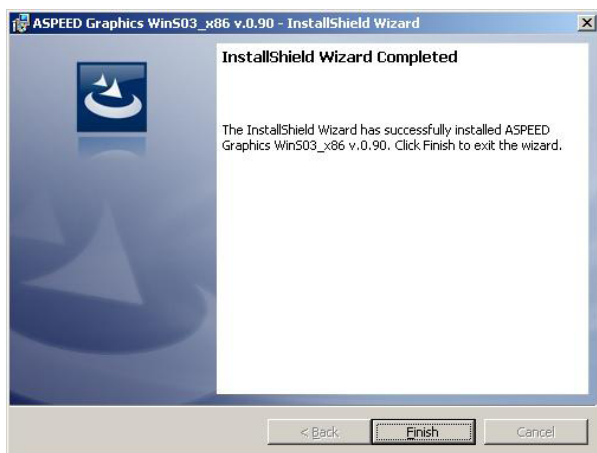 ASPEED Graphics WinS03_x86 v.0.90 - InstallShield Wizard
InstallShield Wizard Completed
The InstallShield Wizard has successfully installed ASPEED
Graphics WinS03_x86 v.0.90. Click Finish to exit the wizard.
< Back
Finish
Cancel